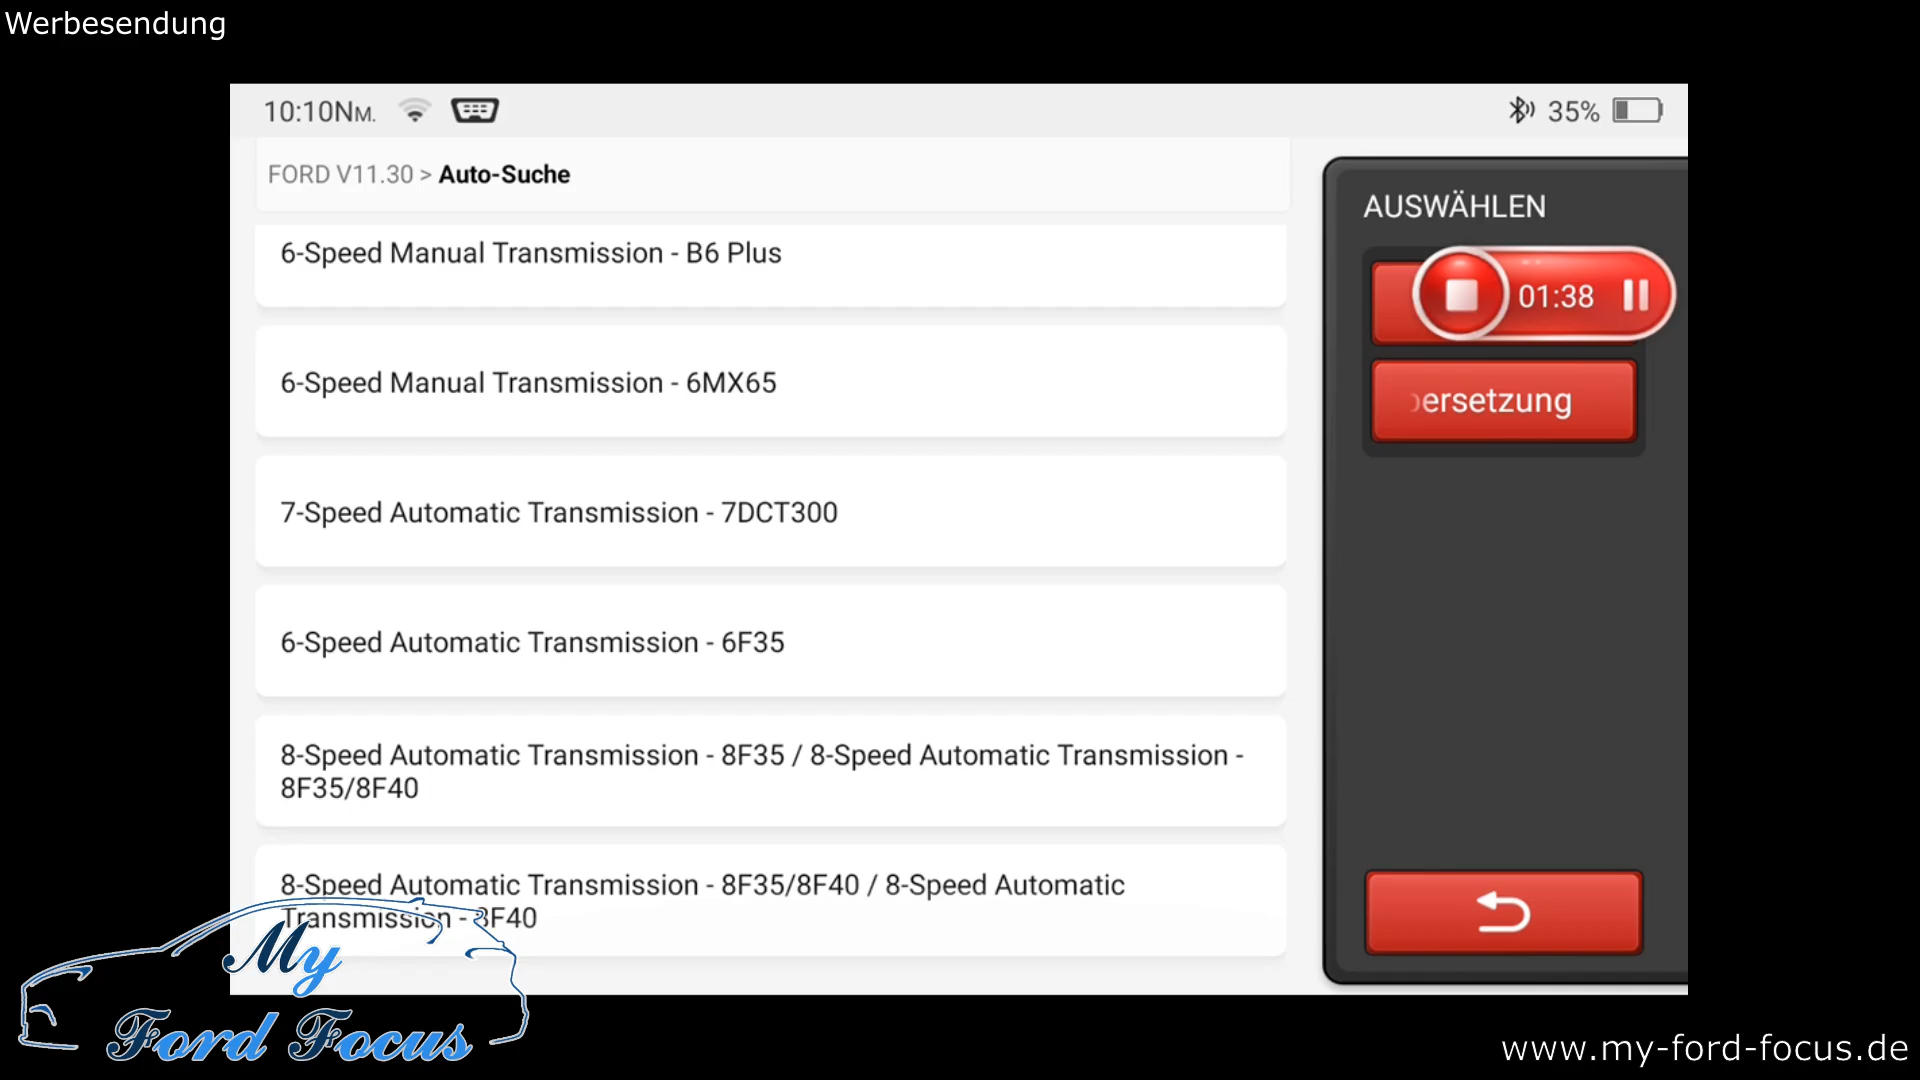 Werbesendung
10:10NM.
35%
FORD V11.30 > Auto-Suche
6-Speed Manual Transmission - B6 Plus
6-Speed Manual Transmission - 6MX65
7-Speed Automatic Transmission - 7DCT300
6-Speed Automatic Transmission - 6F35
8-Speed Automatic Transmission - 8F35 / 8-Speed Automatic Transmission -
8F35/8F40
8-Speed Automatic Transmission - 8F35/8F40 / 8-Speed Automatic
Transmission - 8F40
AUSWÄHLEN
01:38
ersetzung
My
Ford Focus
www.my-ford-focus.de